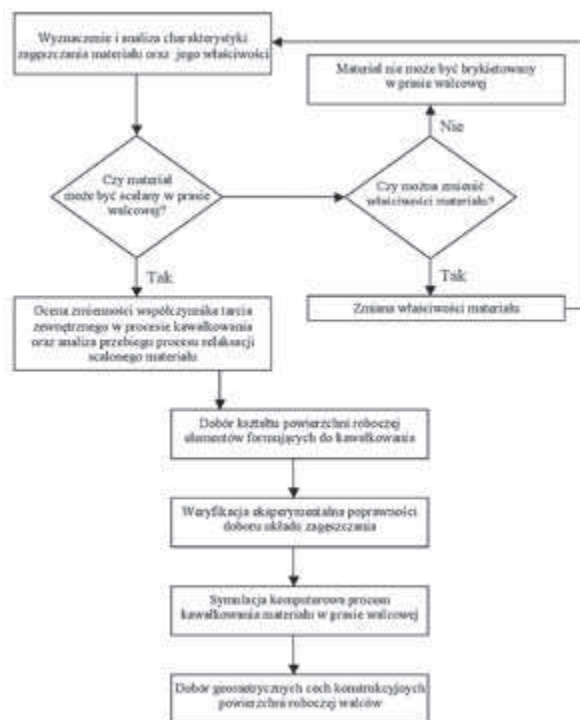 Wyznaczenie i analiza charakterystyki
zagęszczania materiału oraz jego właściwości
Materiał nie może być brykietowany
w prasie walcowej
Nie
Czy materiał
może być scalany w prasie
walcowej?
Czy można zmienić
właściwości materiału?
Tak
Tak
Ocena zmienności współczynnika tarcia
zewnętrznego w procesie kawałkowania
oraz analiza przebiegu procesu relaksacji
scalonego materiału
Zmiana właściwości materiału
Dobór kształtu powierzchni roboczej
elementów formujących do kawałkowania
Weryfikacja eksperymentalna poprawności
doboru układu zagęszczania
Symulacja komputerowa procesu
kawałkowania materiału w prasie walcowej
Dobór geometrycznych cech konstrukcyjnych
powierzchni roboczej walców